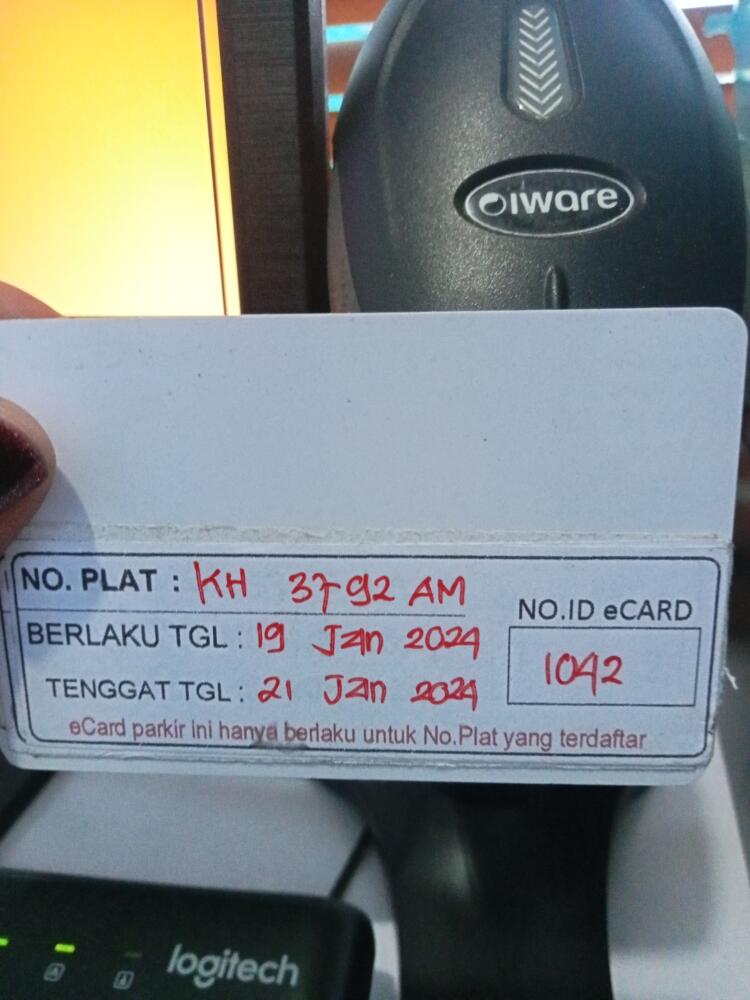 iware
NO. PLAT : KH 3792 AM
NO.ID eCARD
BERLAKU TGL : 19 Jan 2024
1042
TENGGAT TGL : 21 Jan 2024
eCard parkir ini hanya berlaku untuk No.Plat yang terdaftar
logitech